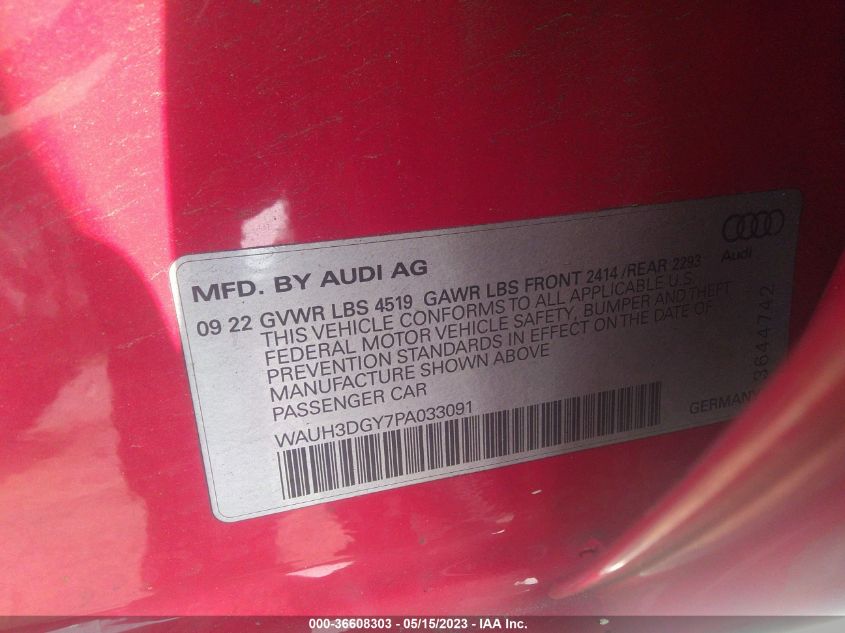 Audi
MFD. BY AUDI AG
09 22 GVWR LBS 4519 GAWR LBS FRONT 2414 /REAR 2293
THIS VEHICLE CONFORMS TO ALL APPLICABLE U.S.
FEDERAL MOTOR VEHICLE SAFETY, BUMPER AND THEFT
PREVENTION STANDARDS IN EFFECT ON THE DATE OF
MANUFACTURE SHOWN ABOVE
PASSENGER CAR
WAUH3DGY7PA033091
GERMANY
3644742
000-36608303 - 05/15/2023 - IAA Inc.